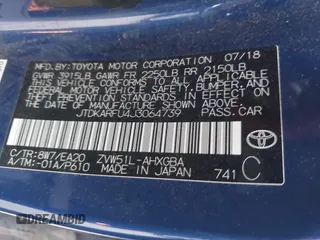 MFD.BY:TOYOTA MOTOR CORPORATION 07/18
GVWR 3915LB GAWR FR 2250LB RR 2150LB
THIS VEHICLE CONFORMS TO ALL APPLICABLE
FEDERAL MOTOR VEHICLE SAFETY, BUMPER, AND
THEFT PREVENTION STANDARDS IN EFFECT ON
THE DATE OF MANUFACTURE SHOWN ABOVE.
JTDKARFU4J3064739 PASSENGER CAR
C/TR:8W7/EA20 ZVW51L-AHXGBA
A/TM:-01A/P610 MADE IN JAPAN 741 C
TOYOTA